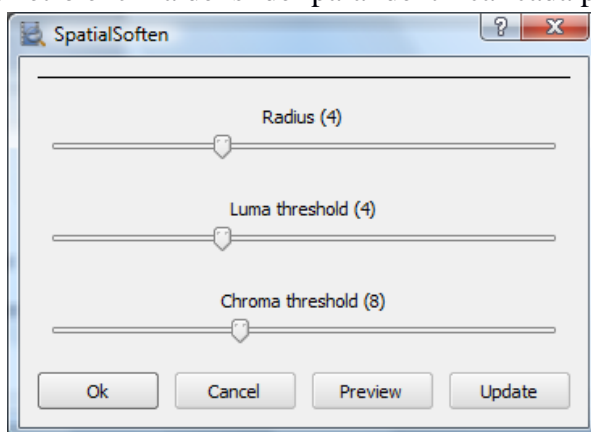 SpatialSoften
Radius (4)
Luma threshold (4)
Chroma threshold (8)
Ok Cancel Preview Update